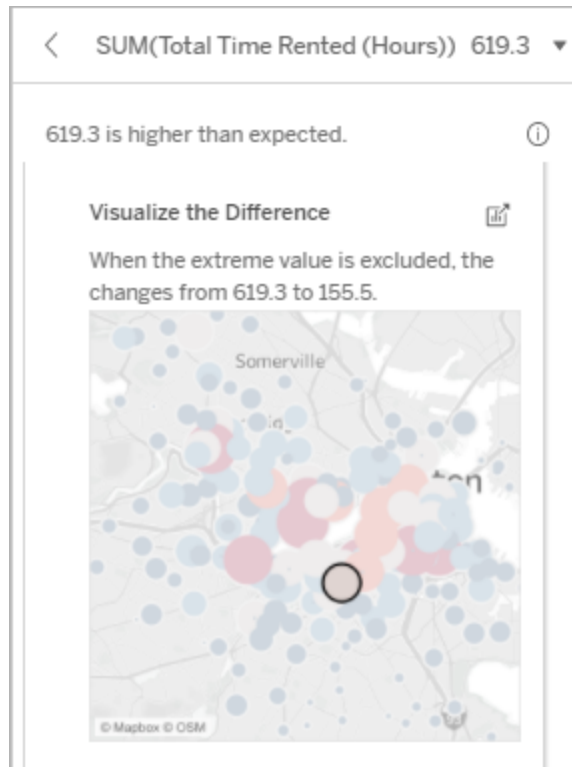 SUM(Total Time Rented (Hours)) 619.3
619.3 is higher than expected.
Visualize the Difference
When the extreme value is excluded, the
changes from 619.3 to 155.5.
Somerville
ton
© Mapbox © OSM